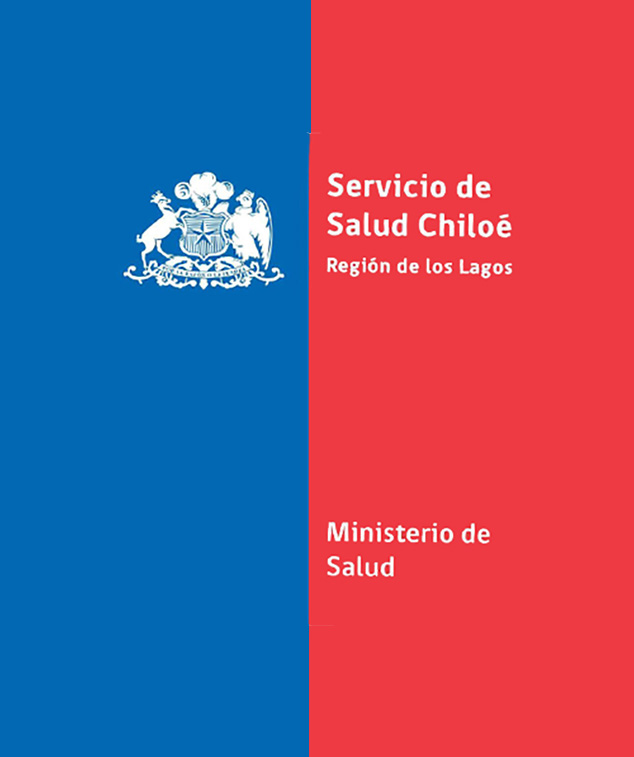 Servicio de
Salud Chiloé
Región de los Lagos
Ministerio de
Salud